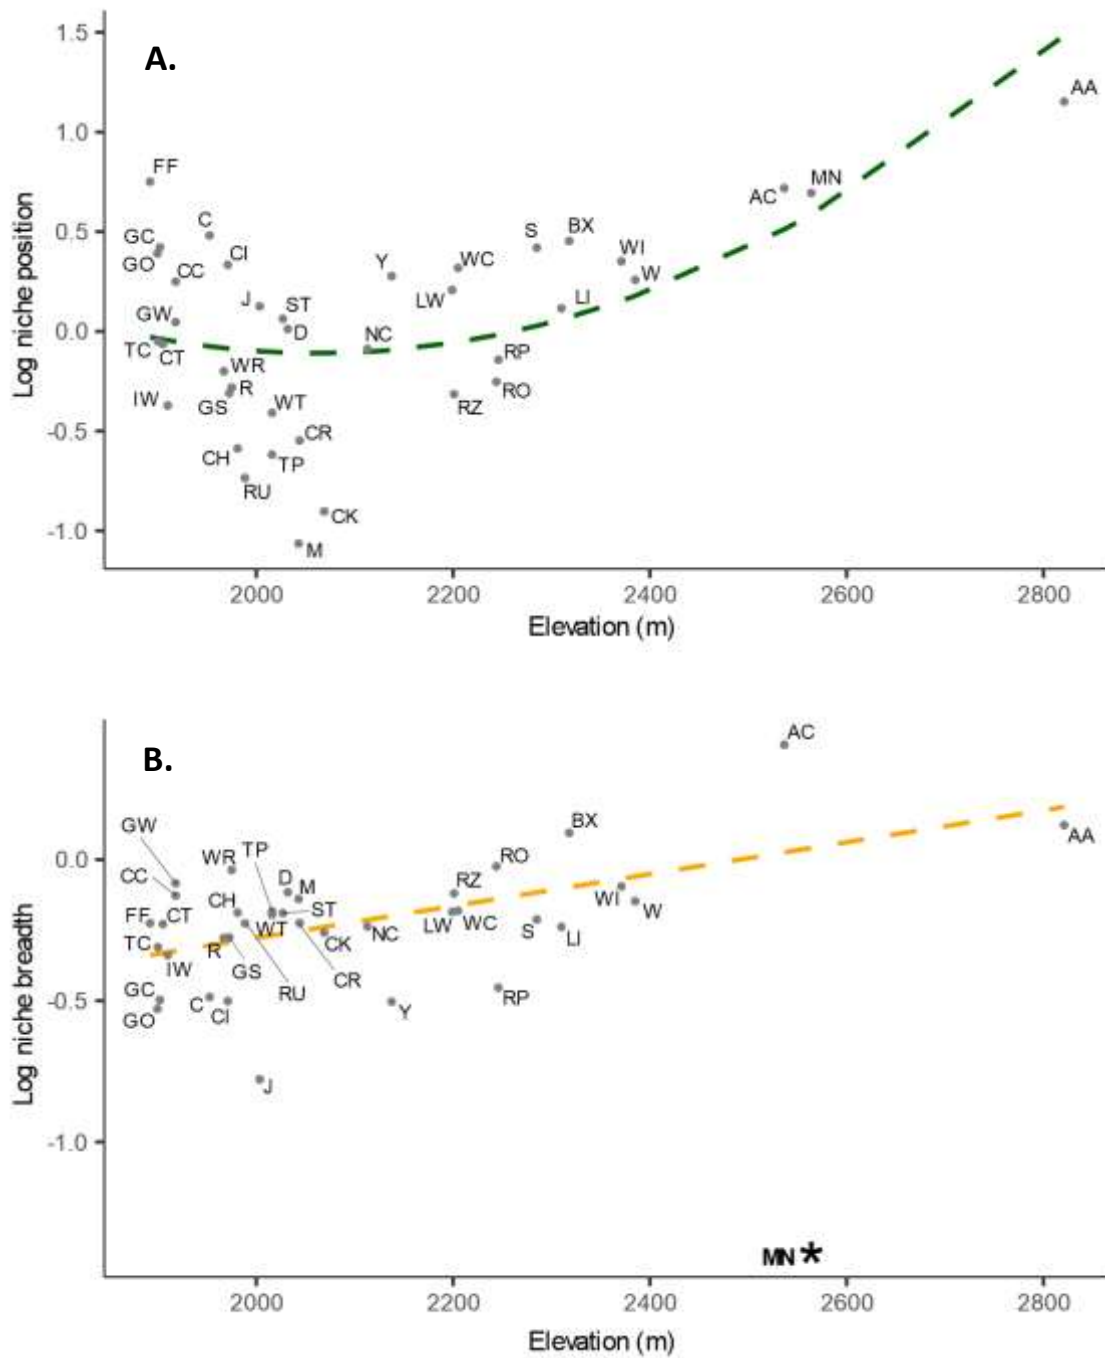 A.
1.5
1.0
0.5
0.0
-0.5
-1.0
Log niche position
FF
C
GC
GO
CI
CC
J
ST
GW
D
TC
CT
WR
R
IW
GS
WT
CR
CH
TP
RU
CK
M
Y
WC
LW
NC
S
BX
LI
RP
RO
RZ
WI
W
AC
MN
AA
2000
2200
2400
2600
2800
Elevation (m)
B.
0.0
-0.5
-1.0
Log niche breadth
AC
GW
WR
TP
BX
AA
CC
D
M
RO
RZ
CH
ST
WI
W
FF
CT
WT
LW
WC
NC
S
LI
TC
IW
R
GS
CK
RU
CR
GC
GO
C
CI
Y
RP
J
MN *
2000
2200
2400
2600
2800
Elevation (m)